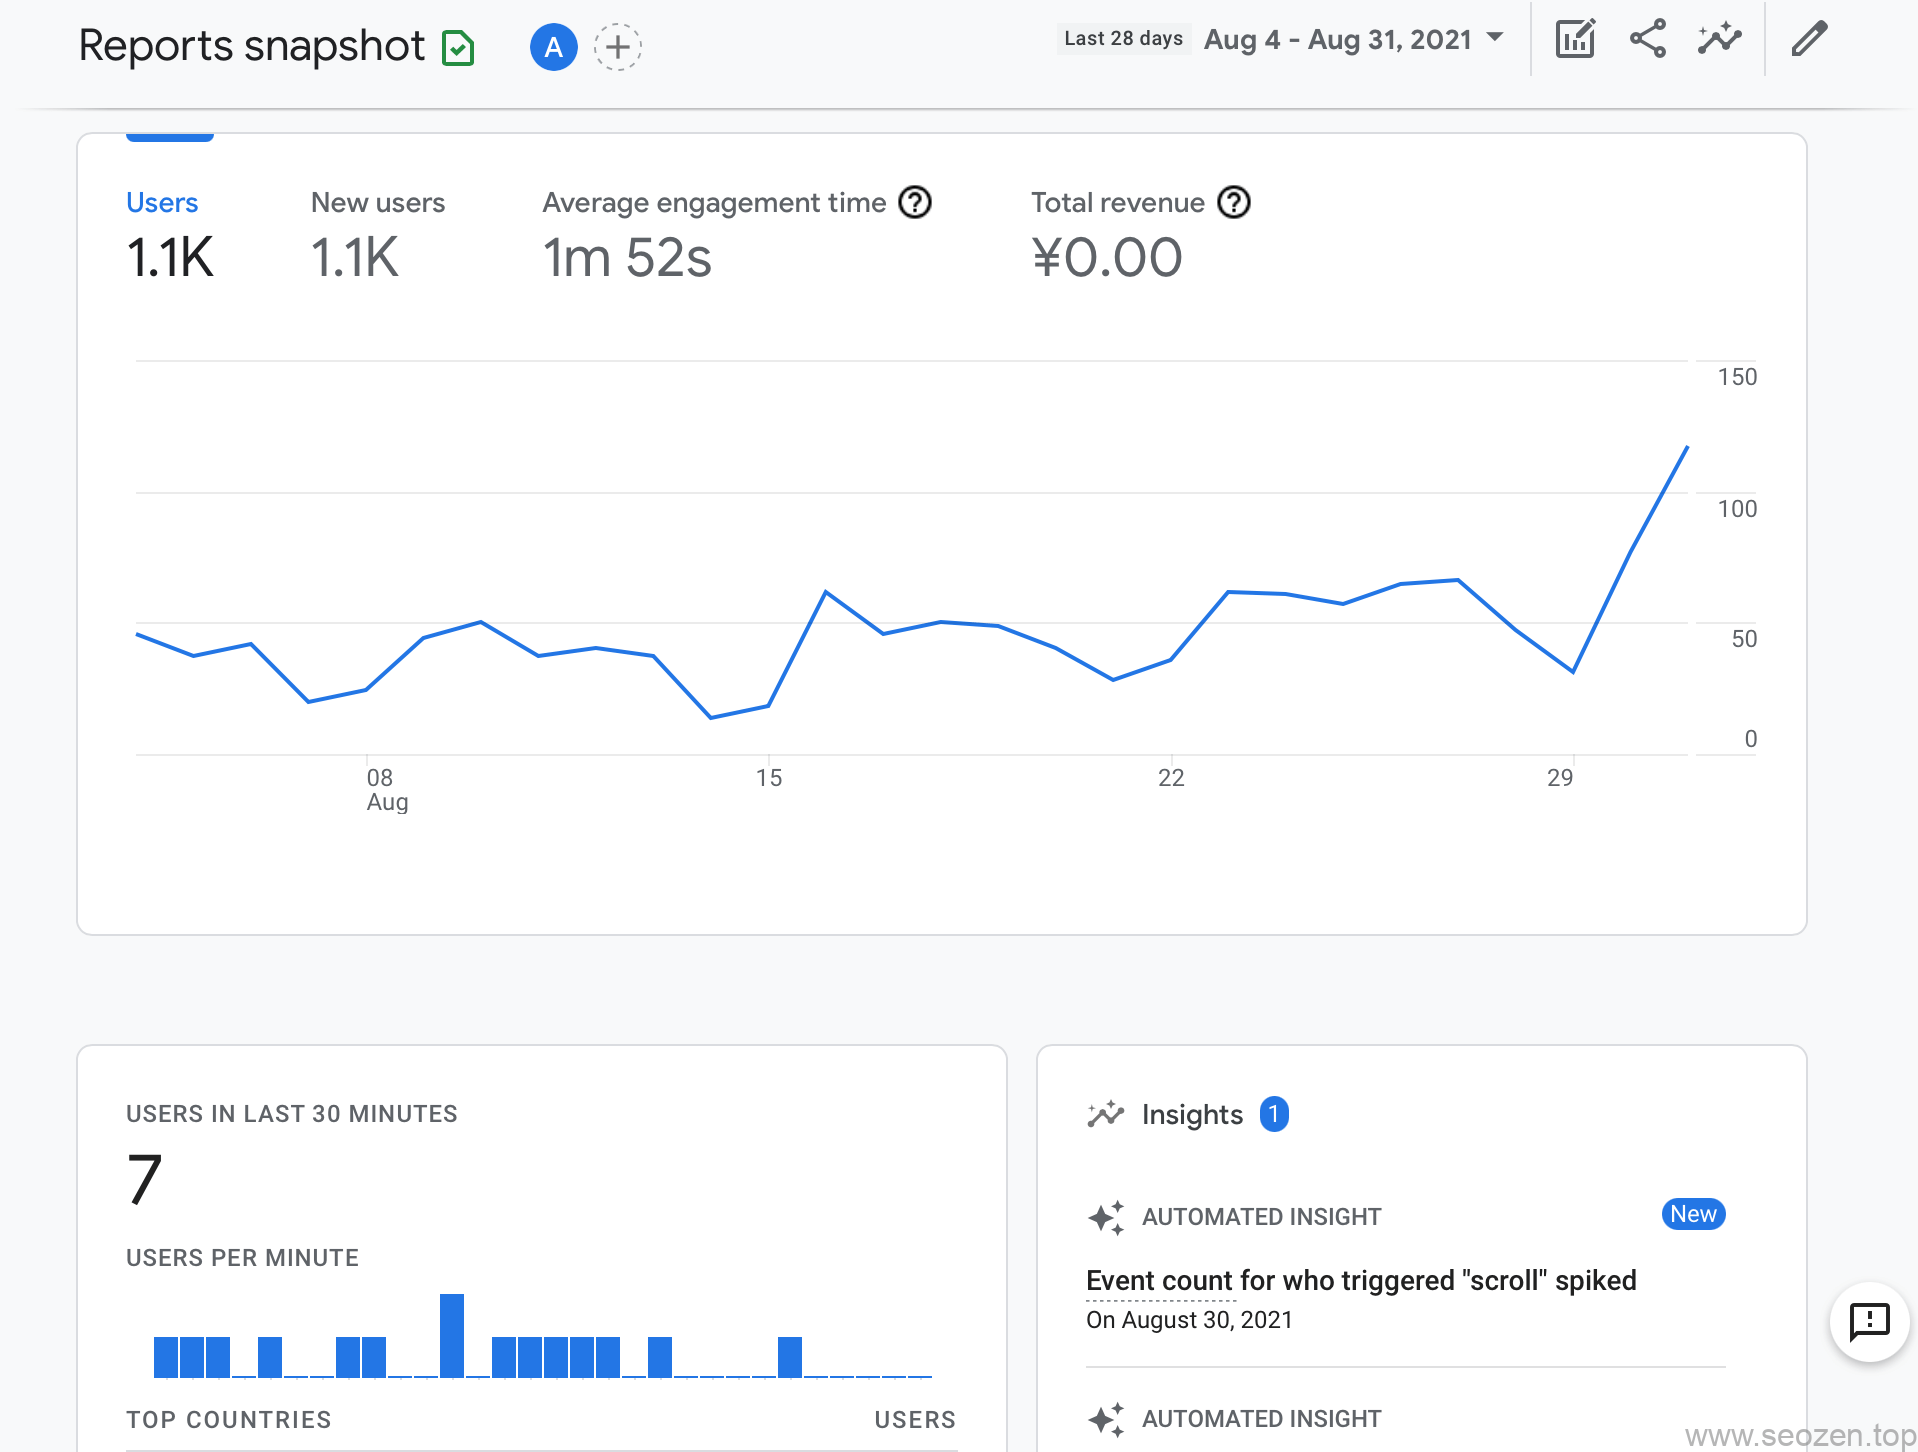 Reports snapshot
A
Last 28 days Aug 4 - Aug 31, 2021
Users New users Average engagement time Total revenue
1.1K 1.1K 1m 52s ¥0.00
150
100
50
0
08 15 22 29
Aug
USERS IN LAST 30 MINUTES
7
USERS PER MINUTE
TOP COUNTRIES USERS
Insights 1
AUTOMATED INSIGHT New
Event count for who triggered "scroll" spiked
On August 30, 2021
AUTOMATED INSIGHT
www.seozen.top